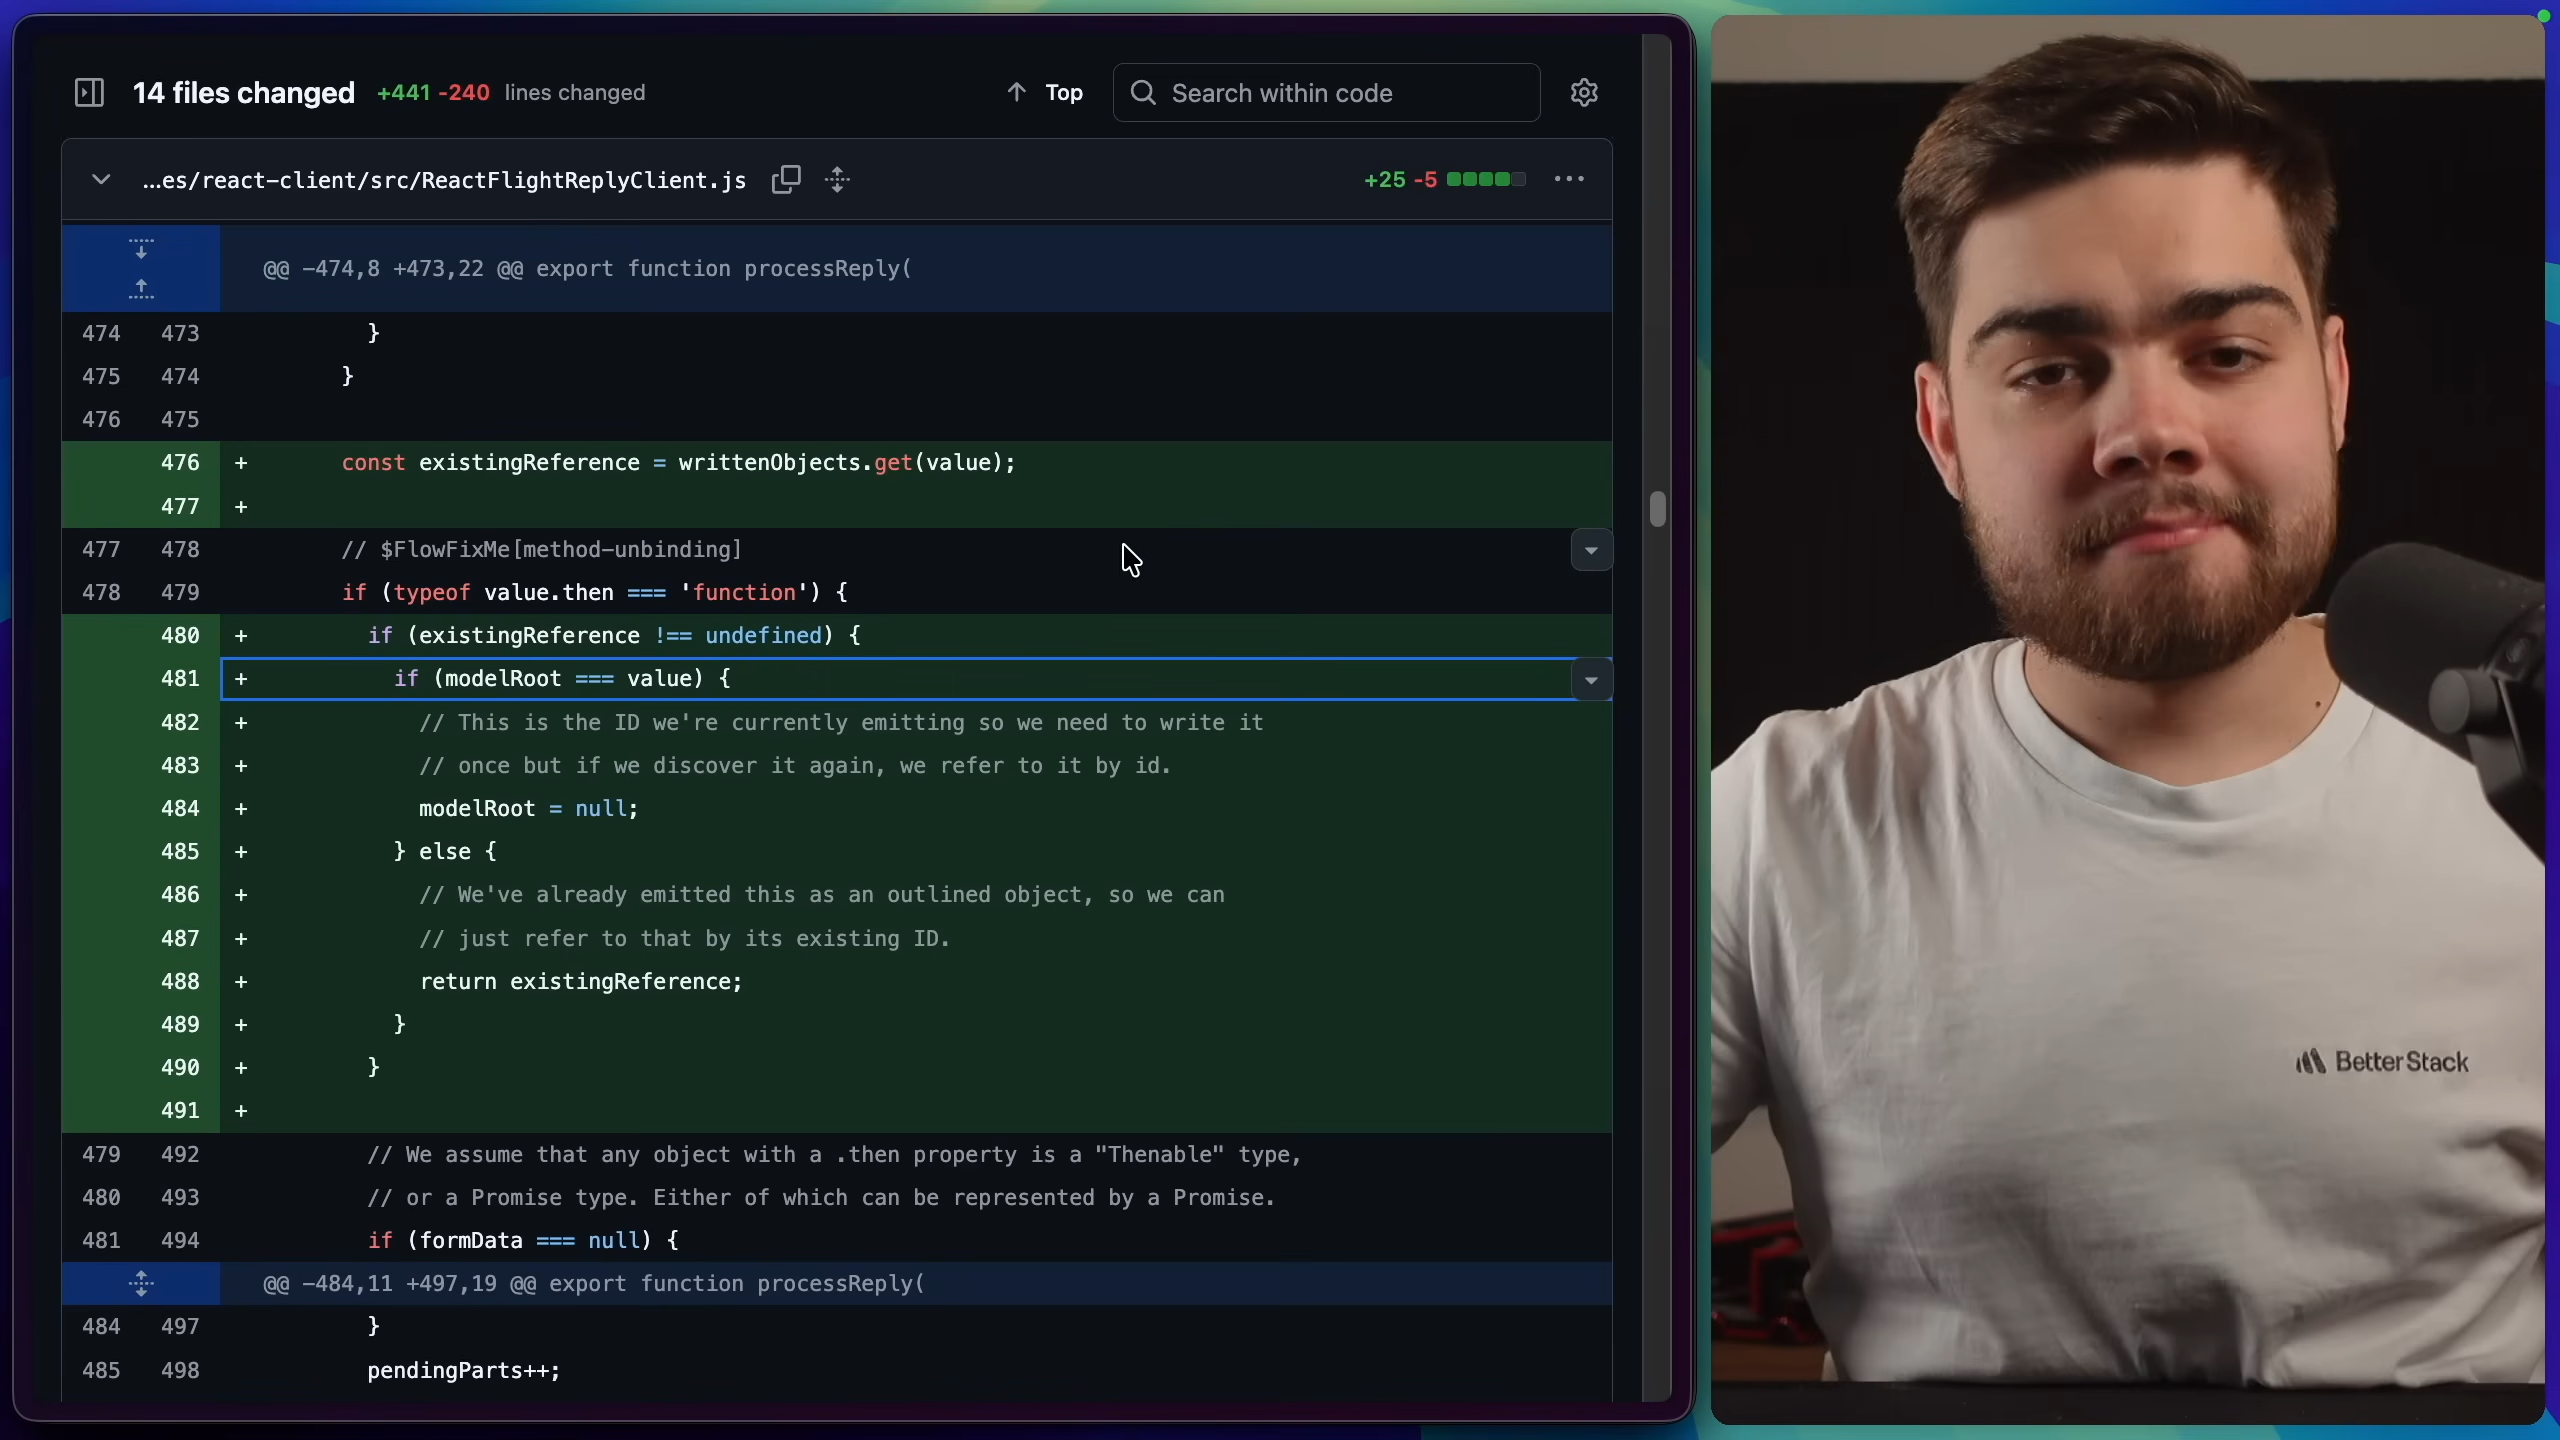 14 files changed +441 -240 lines changed
Top
Search within code
...es/react-client/src/ReactFlightReplyClient.js
+25 -5
@@ -474,8 +473,22 @@ export function processReply(
474 473 }
475 474 }
476 475
476 + const existingReference = writtenObjects.get(value);
477 +
477 478 // $FlowFixMe[method-unbinding]
478 479 if (typeof value.then === 'function') {
480 + if (existingReference !== undefined) {
481 + if (modelRoot === value) {
482 + // This is the ID we're currently emitting so we need to write it
483 + // once but if we discover it again, we refer to it by id.
484 + modelRoot = null;
485 + } else {
486 + // We've already emitted this as an outlined object, so we can
487 + // just refer to that by its existing ID.
488 + return existingReference;
489 + }
490 + }
491 +
479 492 // We assume that any object with a .then property is a "Thenable" type,
480 493 // or a Promise type. Either of which can be represented by a Promise.
481 494 if (formData === null) {
@@ -484,11 +497,19 @@ export function processReply(
484 497 }
485 498 pendingParts++;
BetterStack